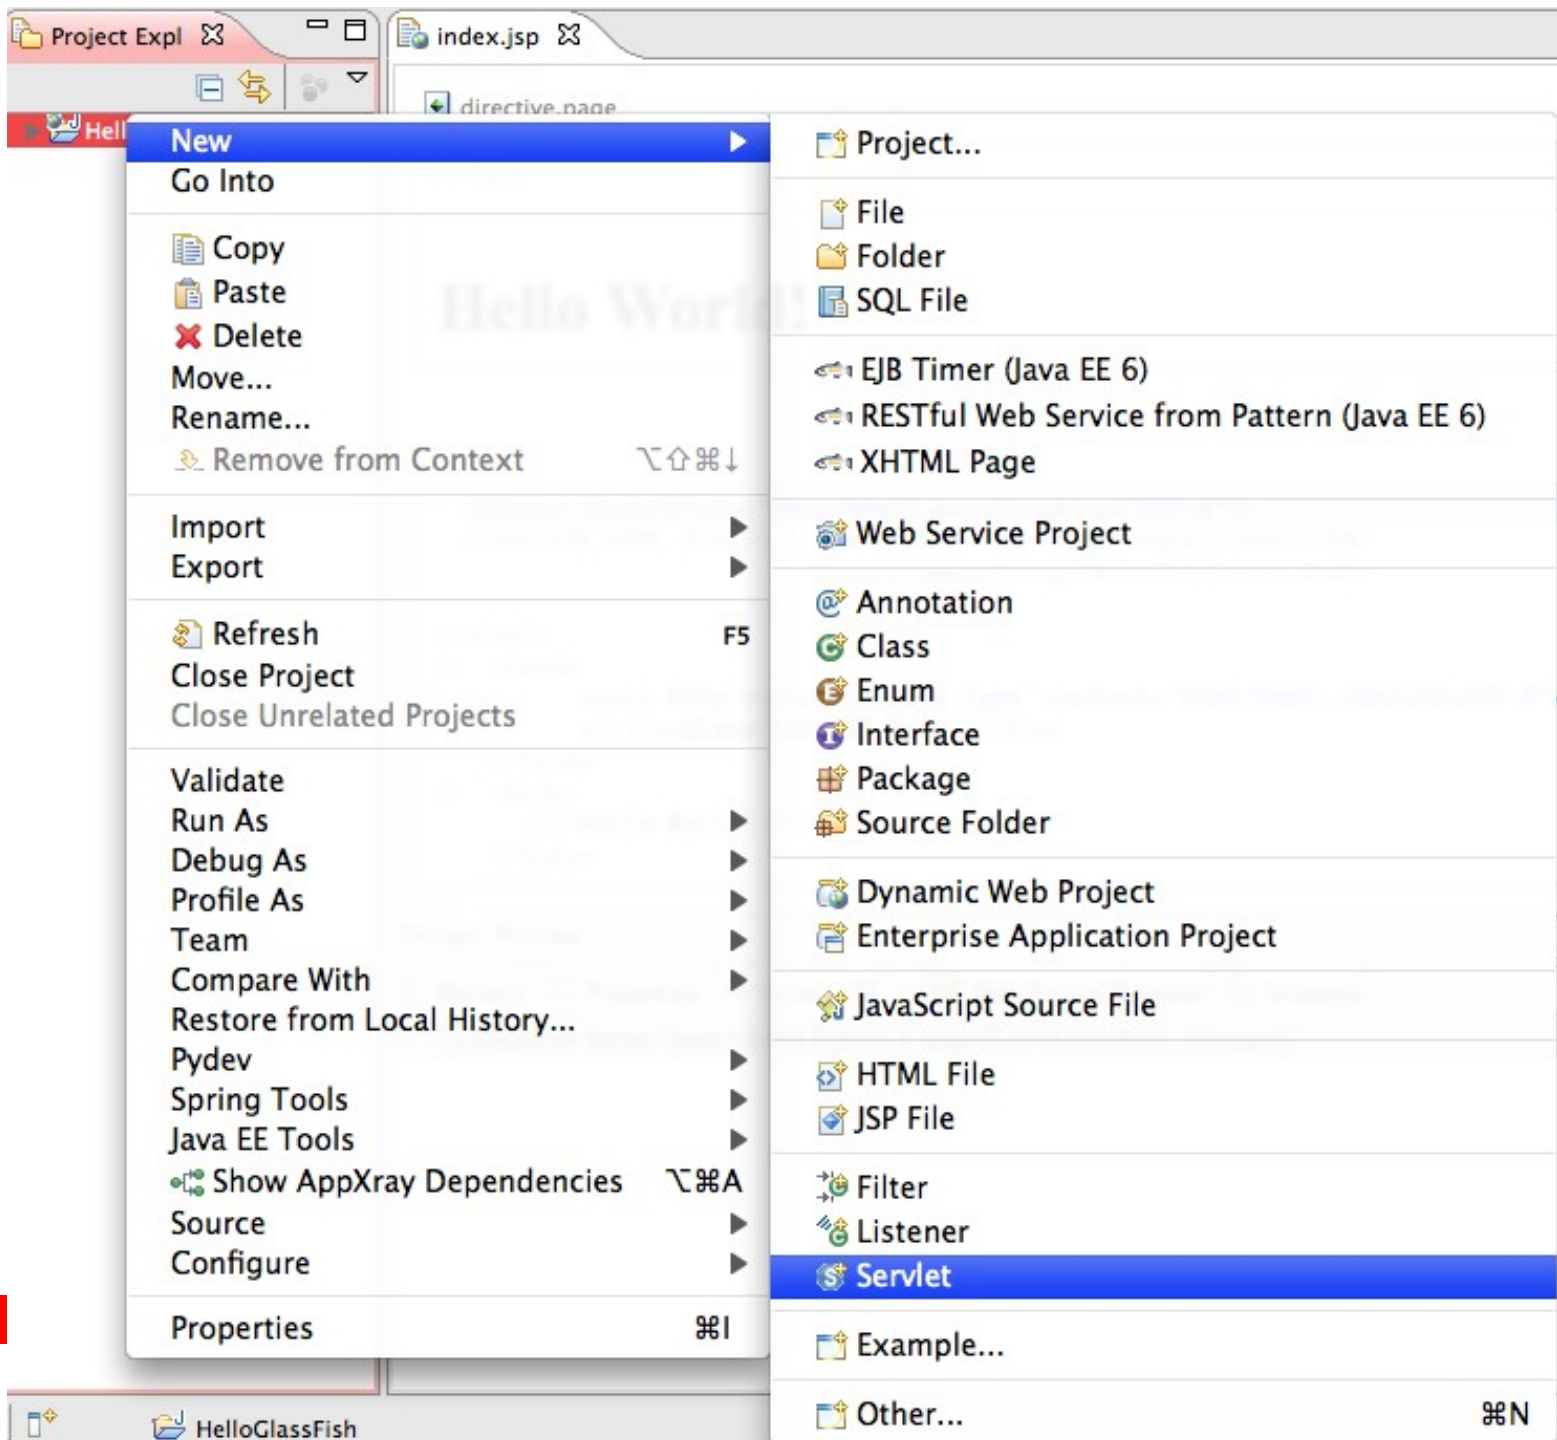 Project Expl
index.jsp
directive.page
Hell
New
Go Into
Copy
Paste
Delete
Move...
Rename...
Remove from Context ⌥⇧⌘↓
Import
Export
Refresh F5
Close Project
Close Unrelated Projects
Validate
Run As
Debug As
Profile As
Team
Compare With
Restore from Local History...
Pydev
Spring Tools
Java EE Tools
Show AppXray Dependencies ⌥⌘A
Source
Configure
Properties ⌘I
Project...
File
Folder
SQL File
EJB Timer (Java EE 6)
RESTful Web Service from Pattern (Java EE 6)
XHTML Page
Web Service Project
Annotation
Class
Enum
Interface
Package
Source Folder
Dynamic Web Project
Enterprise Application Project
JavaScript Source File
HTML File
JSP File
Filter
Listener
Servlet
Example...
Other... ⌘N
Hello World!
HelloGlassFish